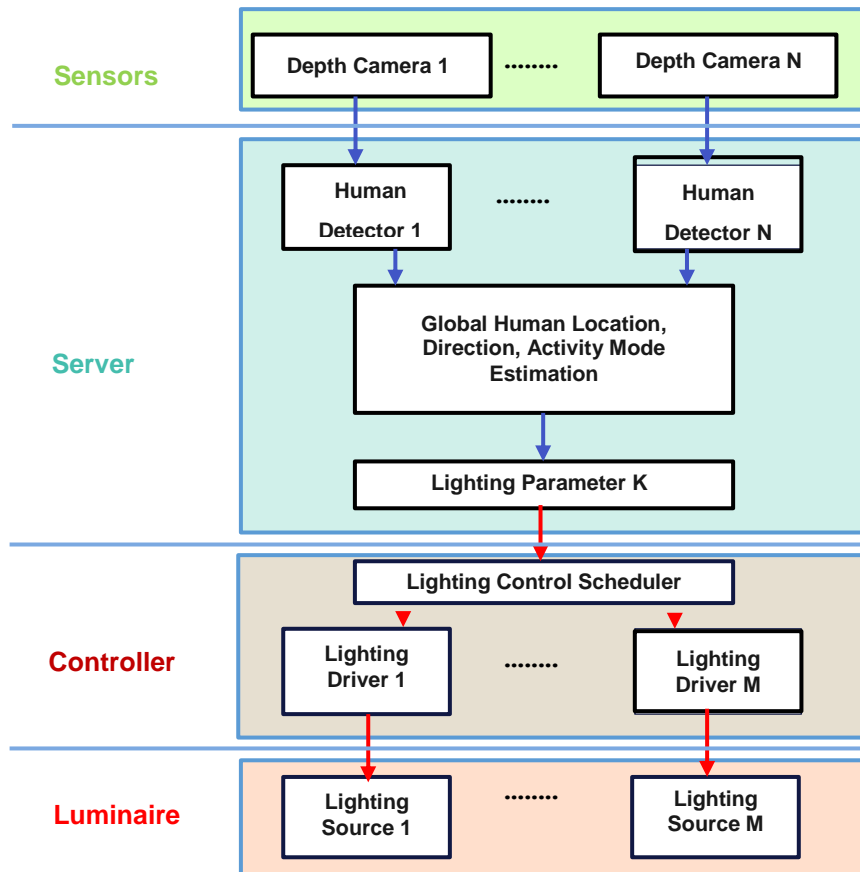 Sensors
Depth Camera 1
........
Depth Camera N
Server
Human
Detector 1
........
Human
Detector N
Global Human Location,
Direction, Activity Mode
Estimation
Lighting Parameter K
Controller
Lighting Control Scheduler
Lighting
Driver 1
........
Lighting
Driver M
Luminaire
Lighting
Source 1
........
Lighting
Source M